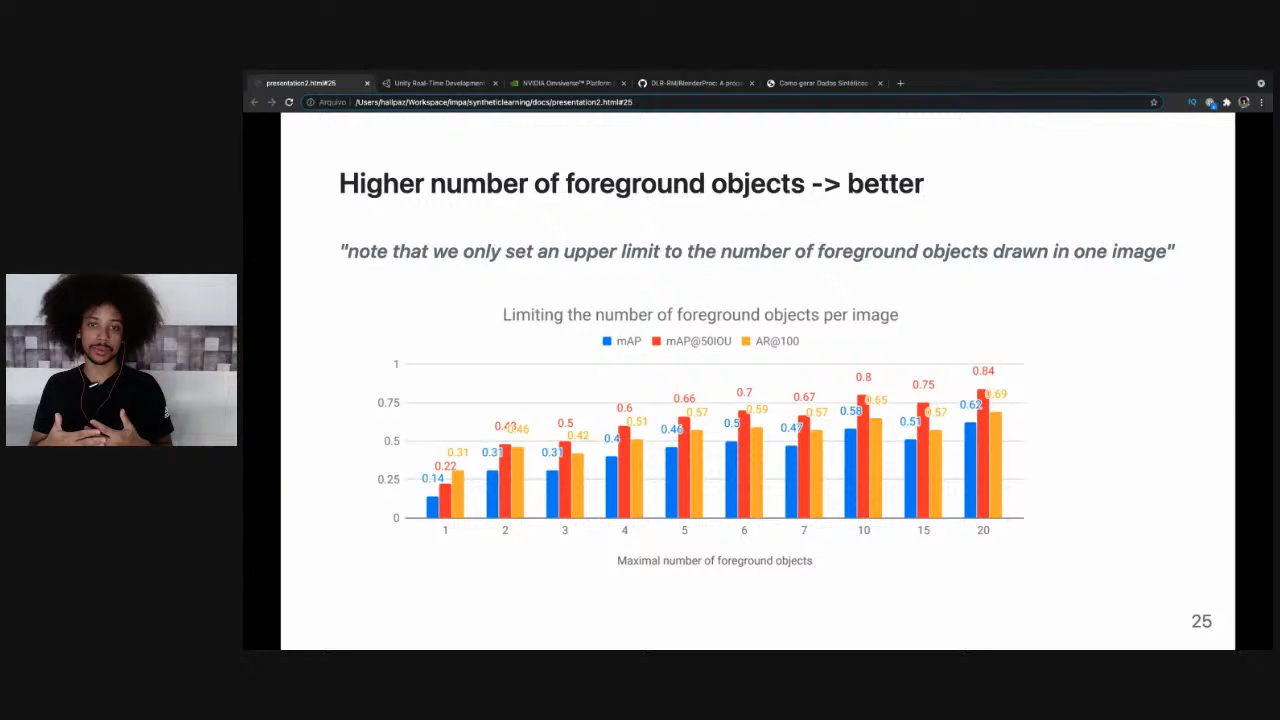 presentation2.html#25
Unity Real-Time Development
NVIDIA Omniverse™ Platform
DLR-RM/BlenderProc: A proce
Como gerar Dados Sintéticos
Arquivo /Users/hallpaz/Workspace/impa/syntheticlearning/docs/presentation2.html#25
Higher number of foreground objects -> better
"note that we only set an upper limit to the number of foreground objects drawn in one image"
Limiting the number of foreground objects per image
mAP mAP@50IOU AR@100
1
0.75
0.5
0.25
0
0.14 0.22 0.31
0.31 0.46
0.31 0.5 0.42
0.4 0.6 0.51
0.46 0.66 0.57
0.5 0.7 0.59
0.47 0.67 0.57
0.58 0.8 0.65
0.51 0.75 0.57
0.62 0.84 0.69
1 2 3 4 5 6 7 10 15 20
Maximal number of foreground objects
25